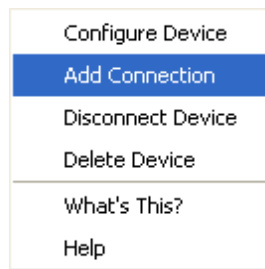 Configure Device
Add Connection
Disconnect Device
Delete Device
What's This?
Help